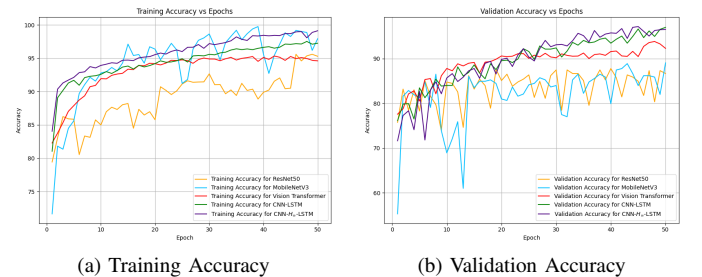 Training Accuracy vs Epochs
100
95
90
85
80
75
Accuracy
0
10
20
30
40
50
Epoch
Training Accuracy for ResNet50
Training Accuracy for MobileNetV3
Training Accuracy for Vision Transformer
Training Accuracy for CNN-LSTM
Training Accuracy for CNN-H∞-LSTM
(a) Training Accuracy
Validation Accuracy vs Epochs
90
80
70
60
Accuracy
0
10
20
30
40
50
Epoch
Validation Accuracy for ResNet50
Validation Accuracy for MobileNetV3
Validation Accuracy for Vision Transformer
Validation Accuracy for CNN-LSTM
Validation Accuracy for CNN-H∞-LSTM
(b) Validation Accuracy